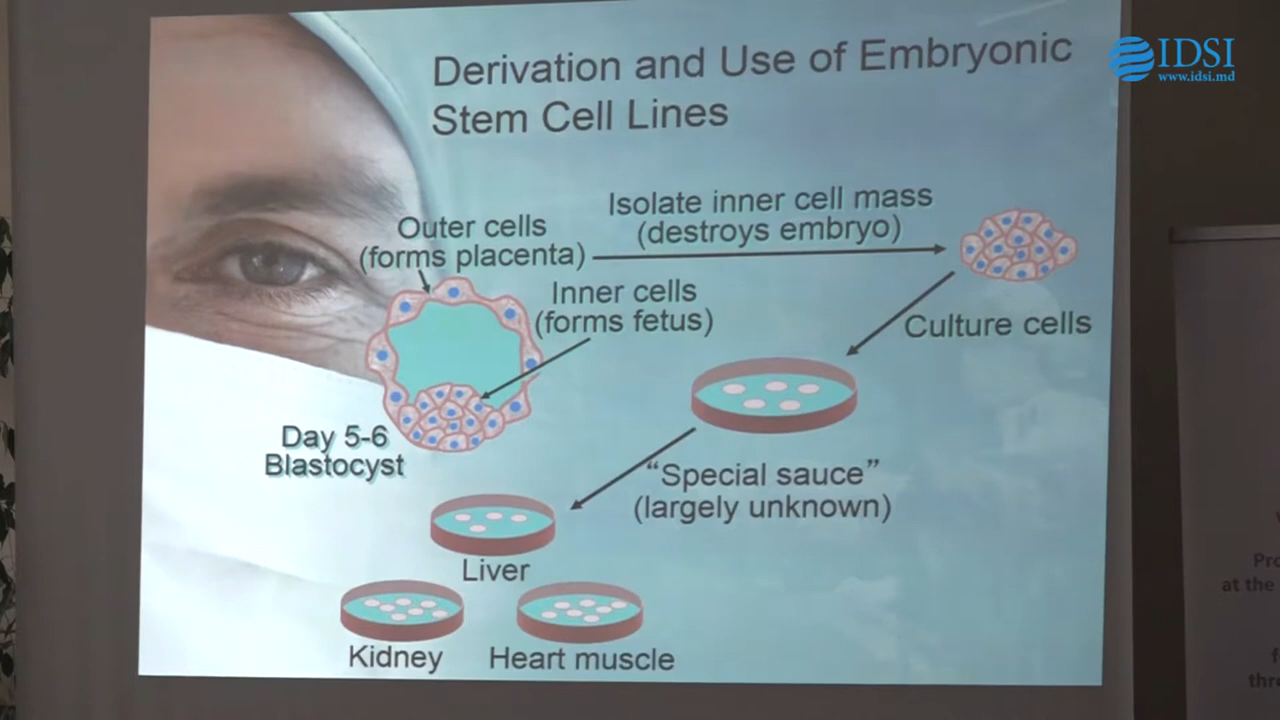 Derivation and Use of Embryonic
Stem Cell Lines
IDSI
www.idsi.md
Outer cells
(forms placenta)
Isolate inner cell mass
(destroys embryo)
Inner cells
(forms fetus)
Culture cells
Day 5-6
Blastocyst
“Special sauce”
(largely unknown)
Liver
Kidney
Heart muscle
at the